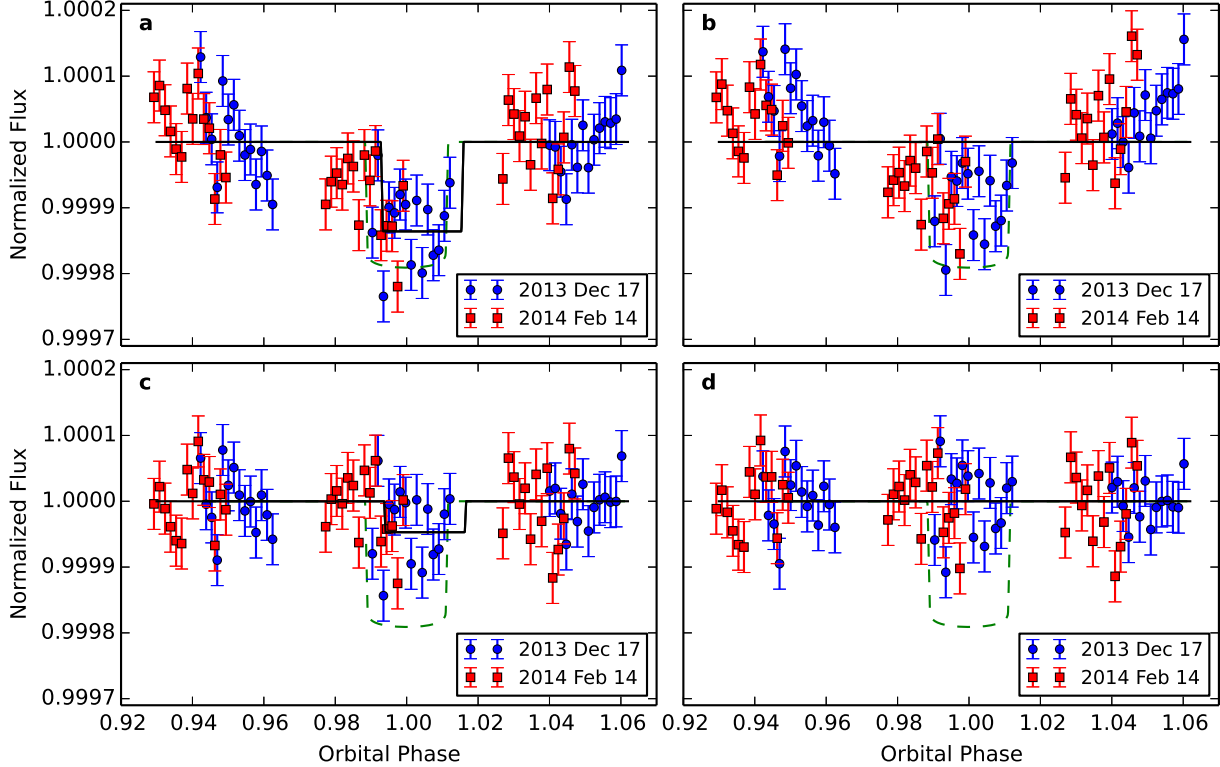 a
b
1.0002
1.0001
1.0000
0.9999
0.9998
0.9997
Normalized Flux
2013 Dec 17
2014 Feb 14
2013 Dec 17
2014 Feb 14
c
d
1.0002
1.0001
1.0000
0.9999
0.9998
0.9997
Normalized Flux
2013 Dec 17
2014 Feb 14
2013 Dec 17
2014 Feb 14
0.92 0.94 0.96 0.98 1.00 1.02 1.04 1.06
0.92 0.94 0.96 0.98 1.00 1.02 1.04 1.06
Orbital Phase
Orbital Phase